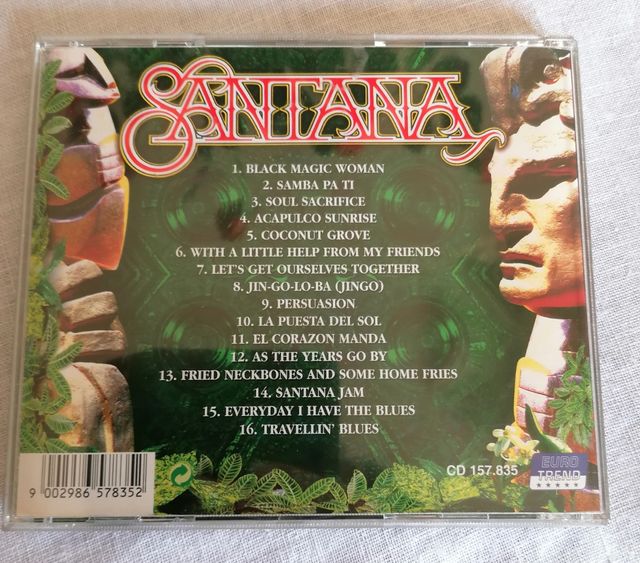 SANTANA
1. BLACK MAGIC WOMAN
2. SAMBA PA TI
3. SOUL SACRIFICE
4. ACAPULCO SUNRISE
5. COCONUT GROVE
6. WITH A LITTLE HELP FROM MY FRIENDS
7. LET'S GET OURSELVES TOGETHER
8. JIN-GO-LO-BA (JINGO)
9. PERSUASION
10. LA PUESTA DEL SOL
11. EL CORAZON MANDA
12. AS THE YEARS GO BY
13. FRIED NECKBONES AND SOME HOME FRIES
14. SANTANA JAM
15. EVERYDAY I HAVE THE BLUES
16. TRAVELLIN' BLUES
CD 157.835
EURO
TREND
9 002986 578352